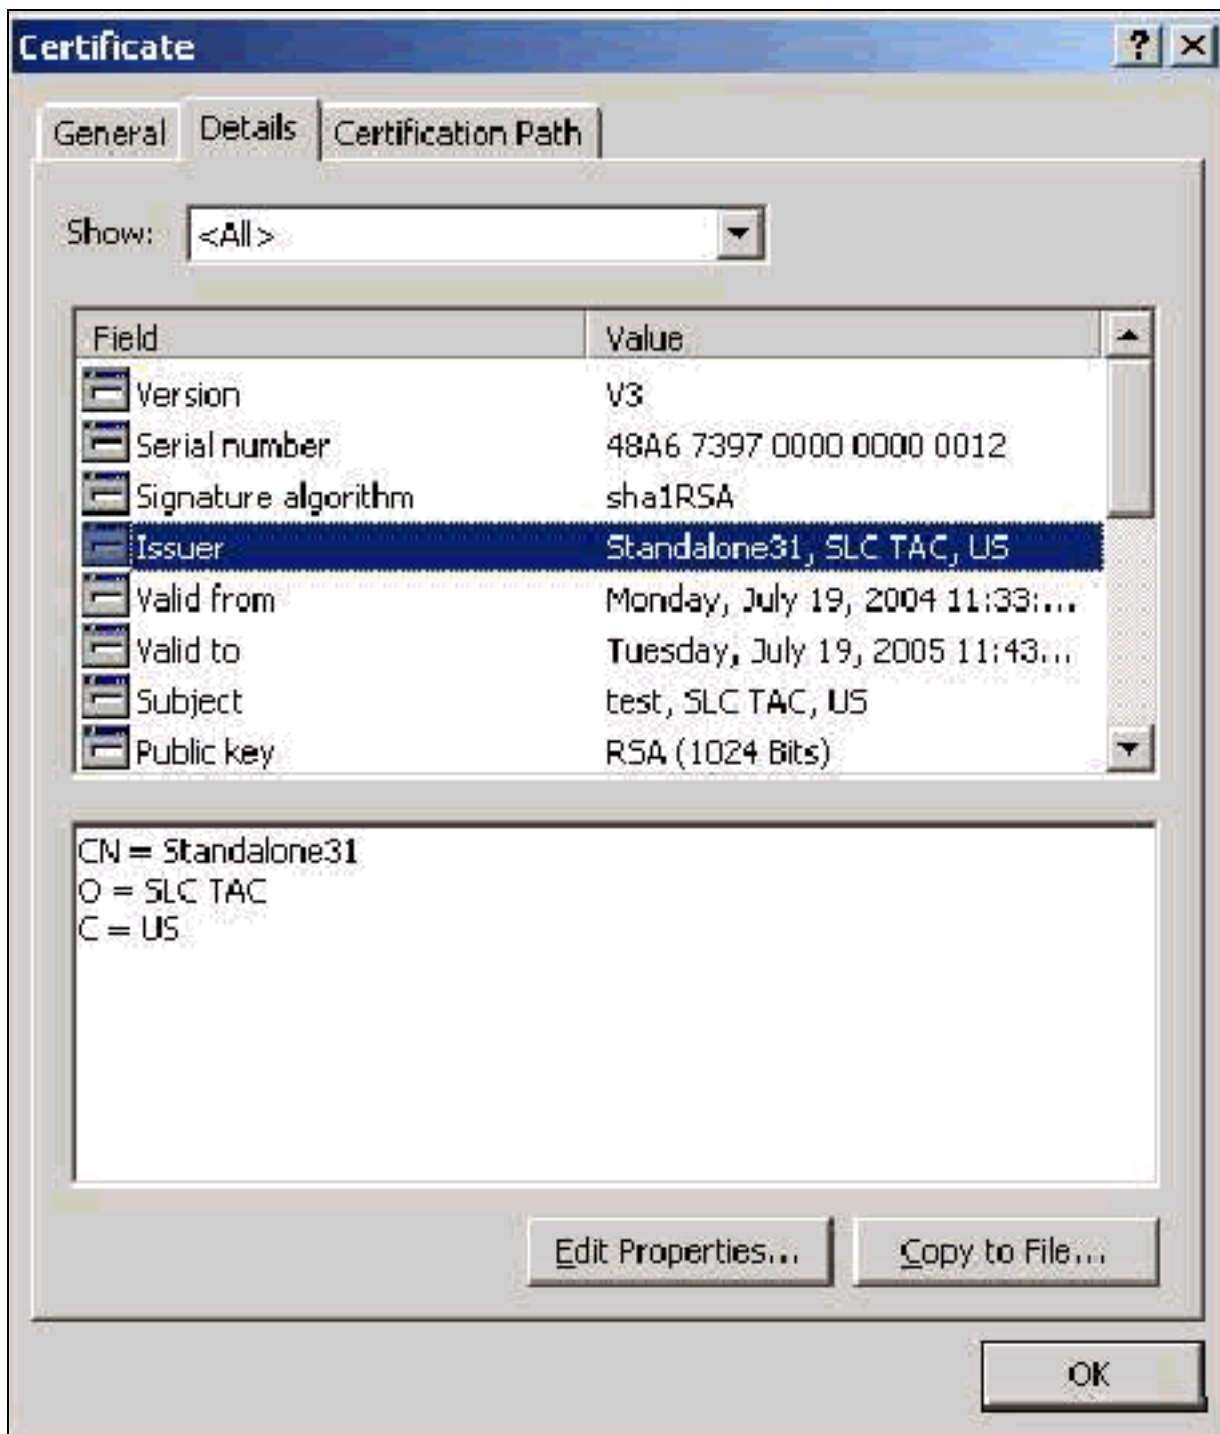 Certificate
General Details Certification Path
Show: <All>
Field Value
Version V3
Serial number 48A6 7397 0000 0000 0012
Signature algorithm sha1RSA
Issuer Standalone31, SLC TAC, US
Valid from Monday, July 19, 2004 11:33:...
Valid to Tuesday, July 19, 2005 11:43...
Subject test, SLC TAC, US
Public key RSA (1024 Bits)
CN = Standalone31
O = SLC TAC
C = US
Edit Properties... Copy to File...
OK